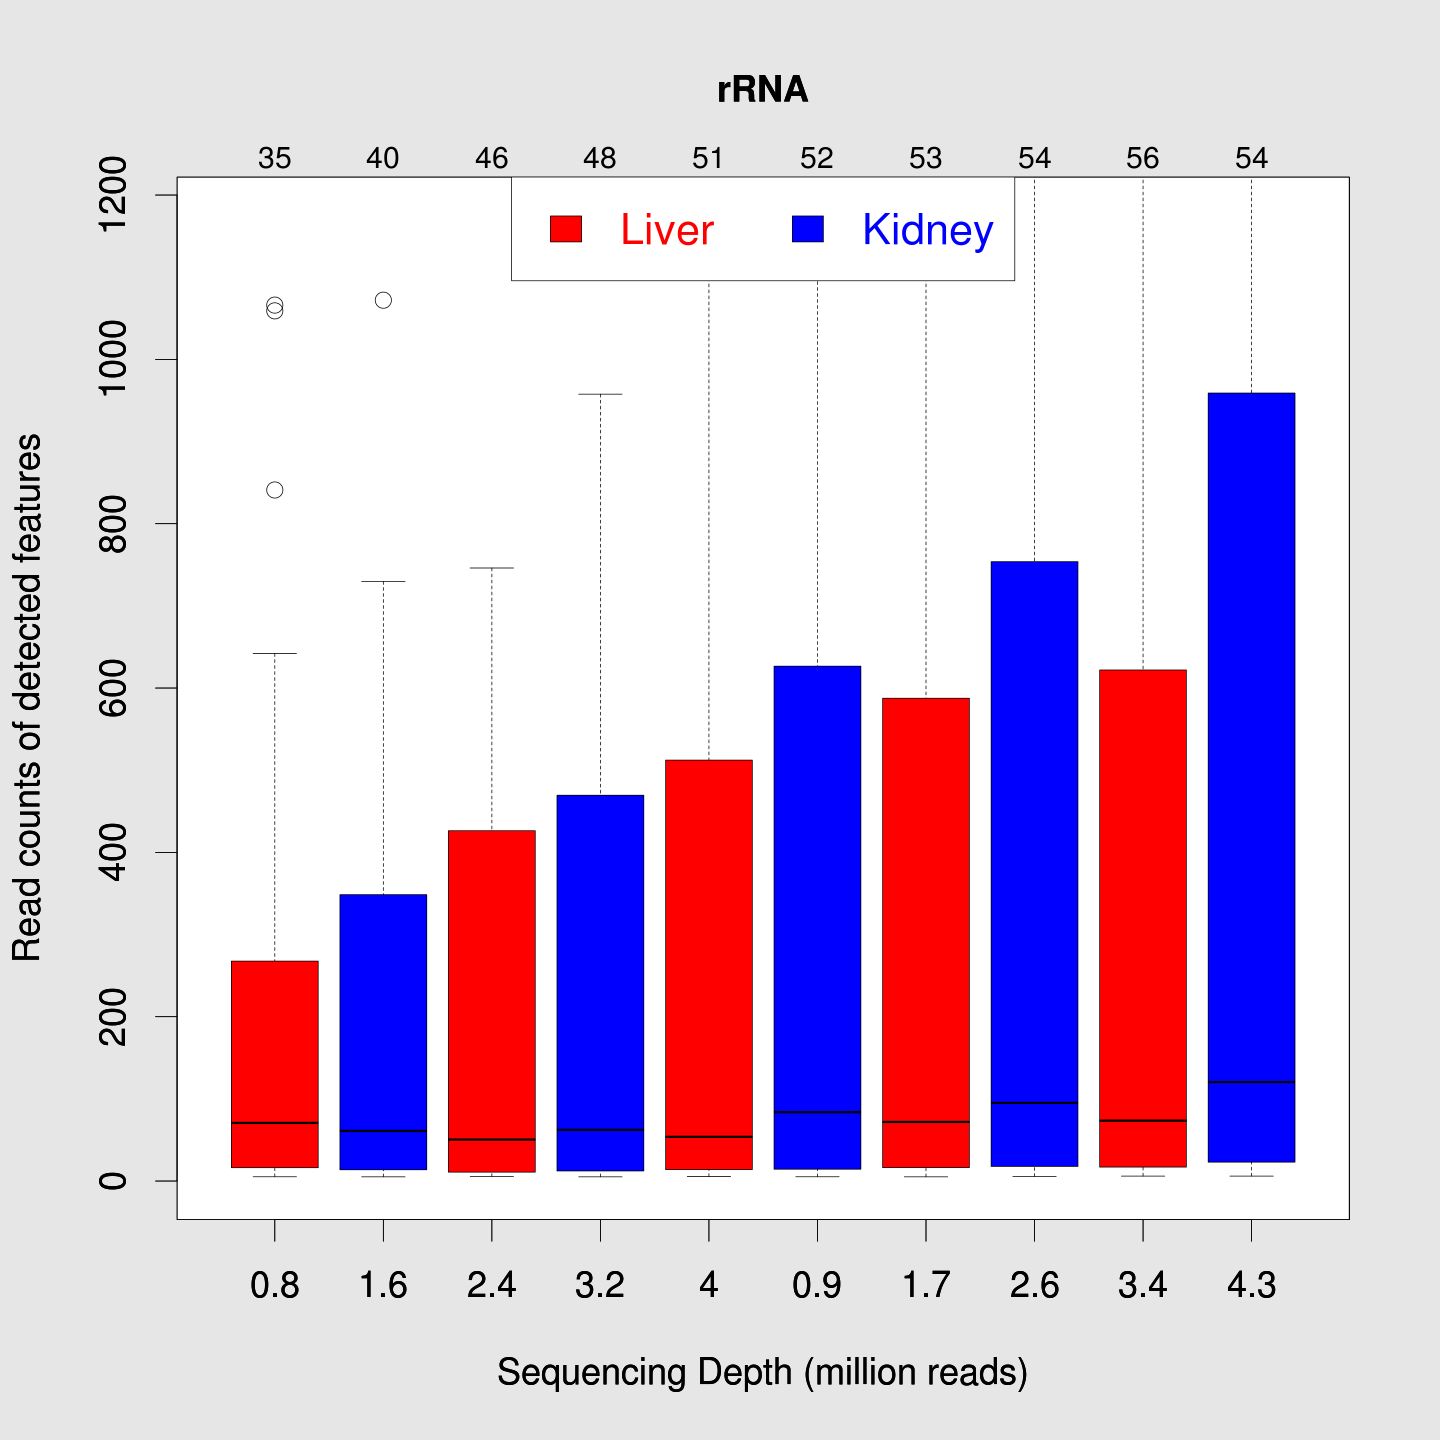 rRNA
35 40 46 48 51 52 53 54 56 54
1200
1000
800
600
400
200
0
Read counts of detected features
Liver Kidney
0.8 1.6 2.4 3.2 4 0.9 1.7 2.6 3.4 4.3
Sequencing Depth (million reads)